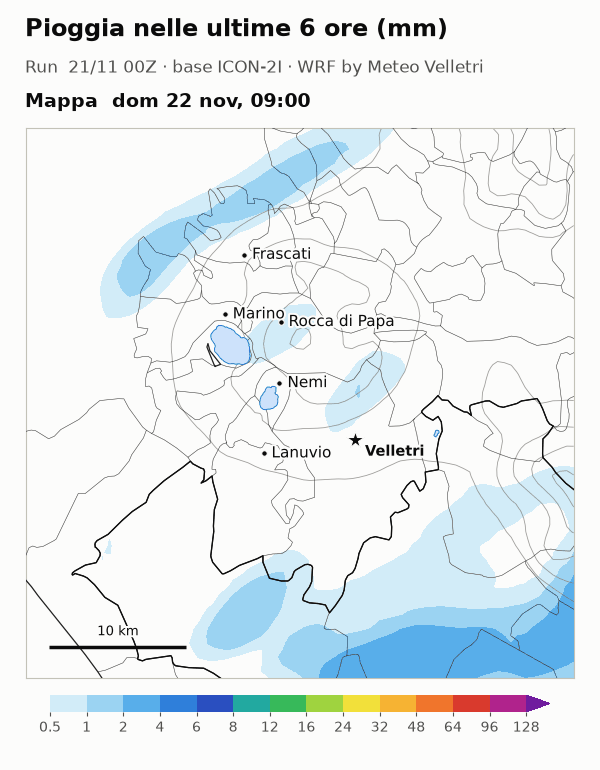 Pioggia nelle ultime 6 ore (mm)
Run  21/11 00Z · base ICON-2I · WRF by Meteo Velletri
Mappa  dom 22 nov, 09:00
Frascati
Marino
Rocca di Papa
Nemi
Velletri
Lanuvio
10 km
0.5 1 2 4 6 8 12 16 24 32 48 64 96 128